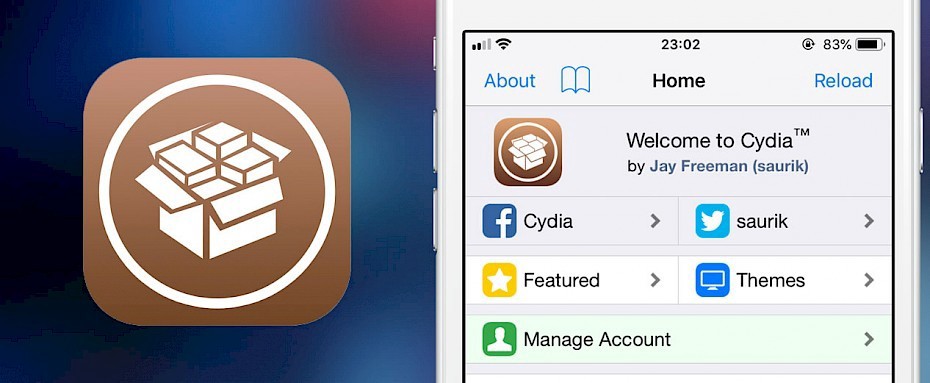 23:02
83%
About
Home
Reload
Welcome to Cydia™
by Jay Freeman (saurik)
Cydia
saurik
Featured
Themes
Manage Account